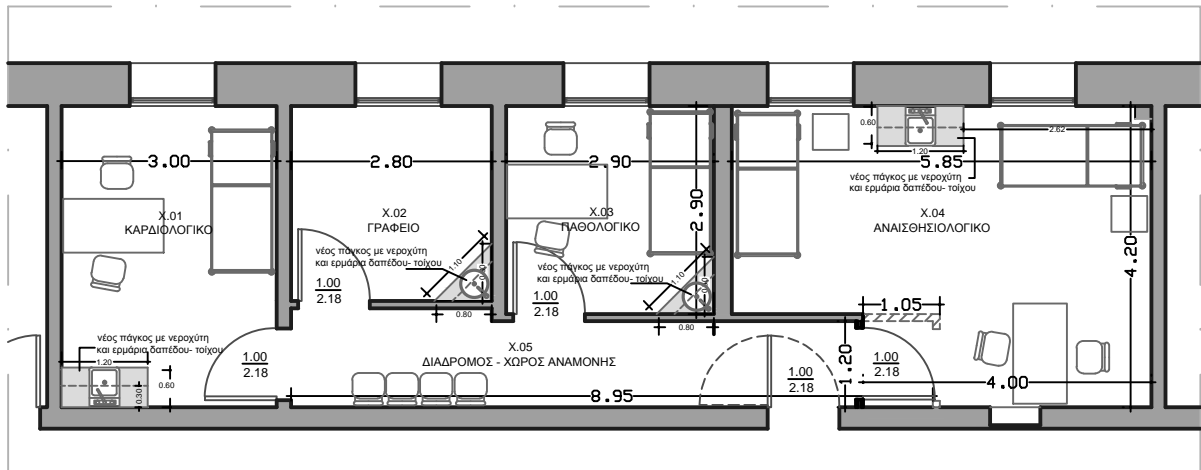 0.60
1.20
2.62
3.00
2.80
2.90
5.85
νέος πάγκος με νεροχύτη
και ερμάρια δαπέδου- τοίχου
X.01
ΚΑΡΔΙΟΛΟΓΙΚΟ
X.02
ΓΡΑΦΕΙΟ
X.03
ΠΑΘΟΛΟΓΙΚΟ
2.90
X.04
ΑΝΑΙΣΘΗΣΙΟΛΟΓΙΚΟ
4.20
νέος πάγκος με νεροχύτη
και ερμάρια δαπέδου- τοίχου
1.10
1.00
2.18
0.80
νέος πάγκος με νεροχύτη
και ερμάρια δαπέδου- τοίχου
1.10
1.00
2.18
0.80
1.05
νέος πάγκος με νεροχύτη
και ερμάρια δαπέδου- τοίχου
1.20
0.60
0.30
1.00
2.18
X.05
ΔΙΑΔΡΟΜΟΣ - ΧΩΡΟΣ ΑΝΑΜΟΝΗΣ
8.95
1.00
2.18
1.20
1.00
2.18
4.00